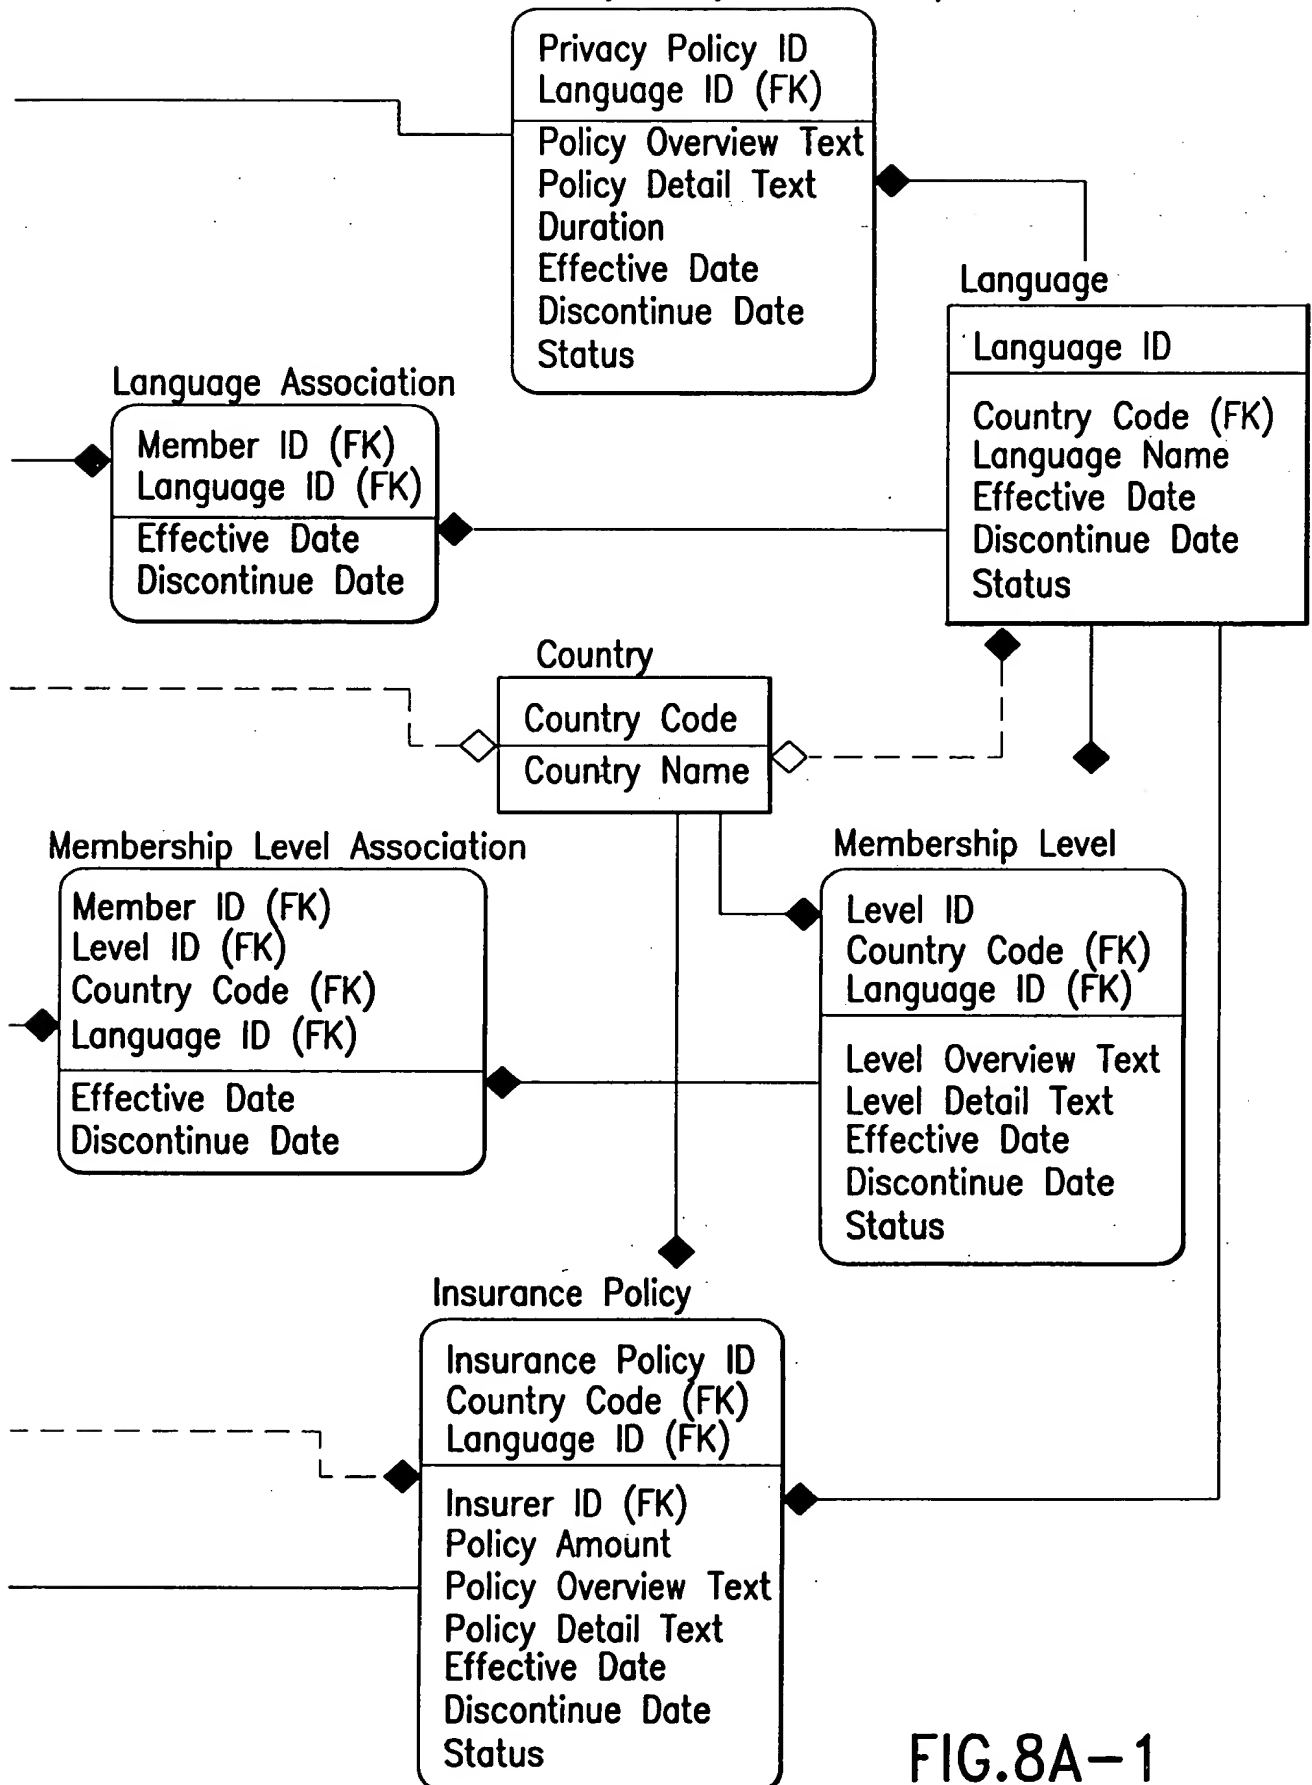 Privacy Policy ID
Language ID (FK)
Policy Overview Text
Policy Detail Text
Duration
Effective Date
Discontinue Date
Status
Language
Language ID
Country Code (FK)
Language Name
Effective Date
Discontinue Date
Status
Language Association
Member ID (FK)
Language ID (FK)
Effective Date
Discontinue Date
Country
Country Code
Country Name
Membership Level Association
Member ID (FK)
Level ID (FK)
Country Code (FK)
Language ID (FK)
Effective Date
Discontinue Date
Membership Level
Level ID
Country Code (FK)
Language ID (FK)
Level Overview Text
Level Detail Text
Effective Date
Discontinue Date
Status
Insurance Policy
Insurance Policy ID
Country Code (FK)
Language ID (FK)
Insurer ID (FK)
Policy Amount
Policy Overview Text
Policy Detail Text
Effective Date
Discontinue Date
Status
FIG.8A-1